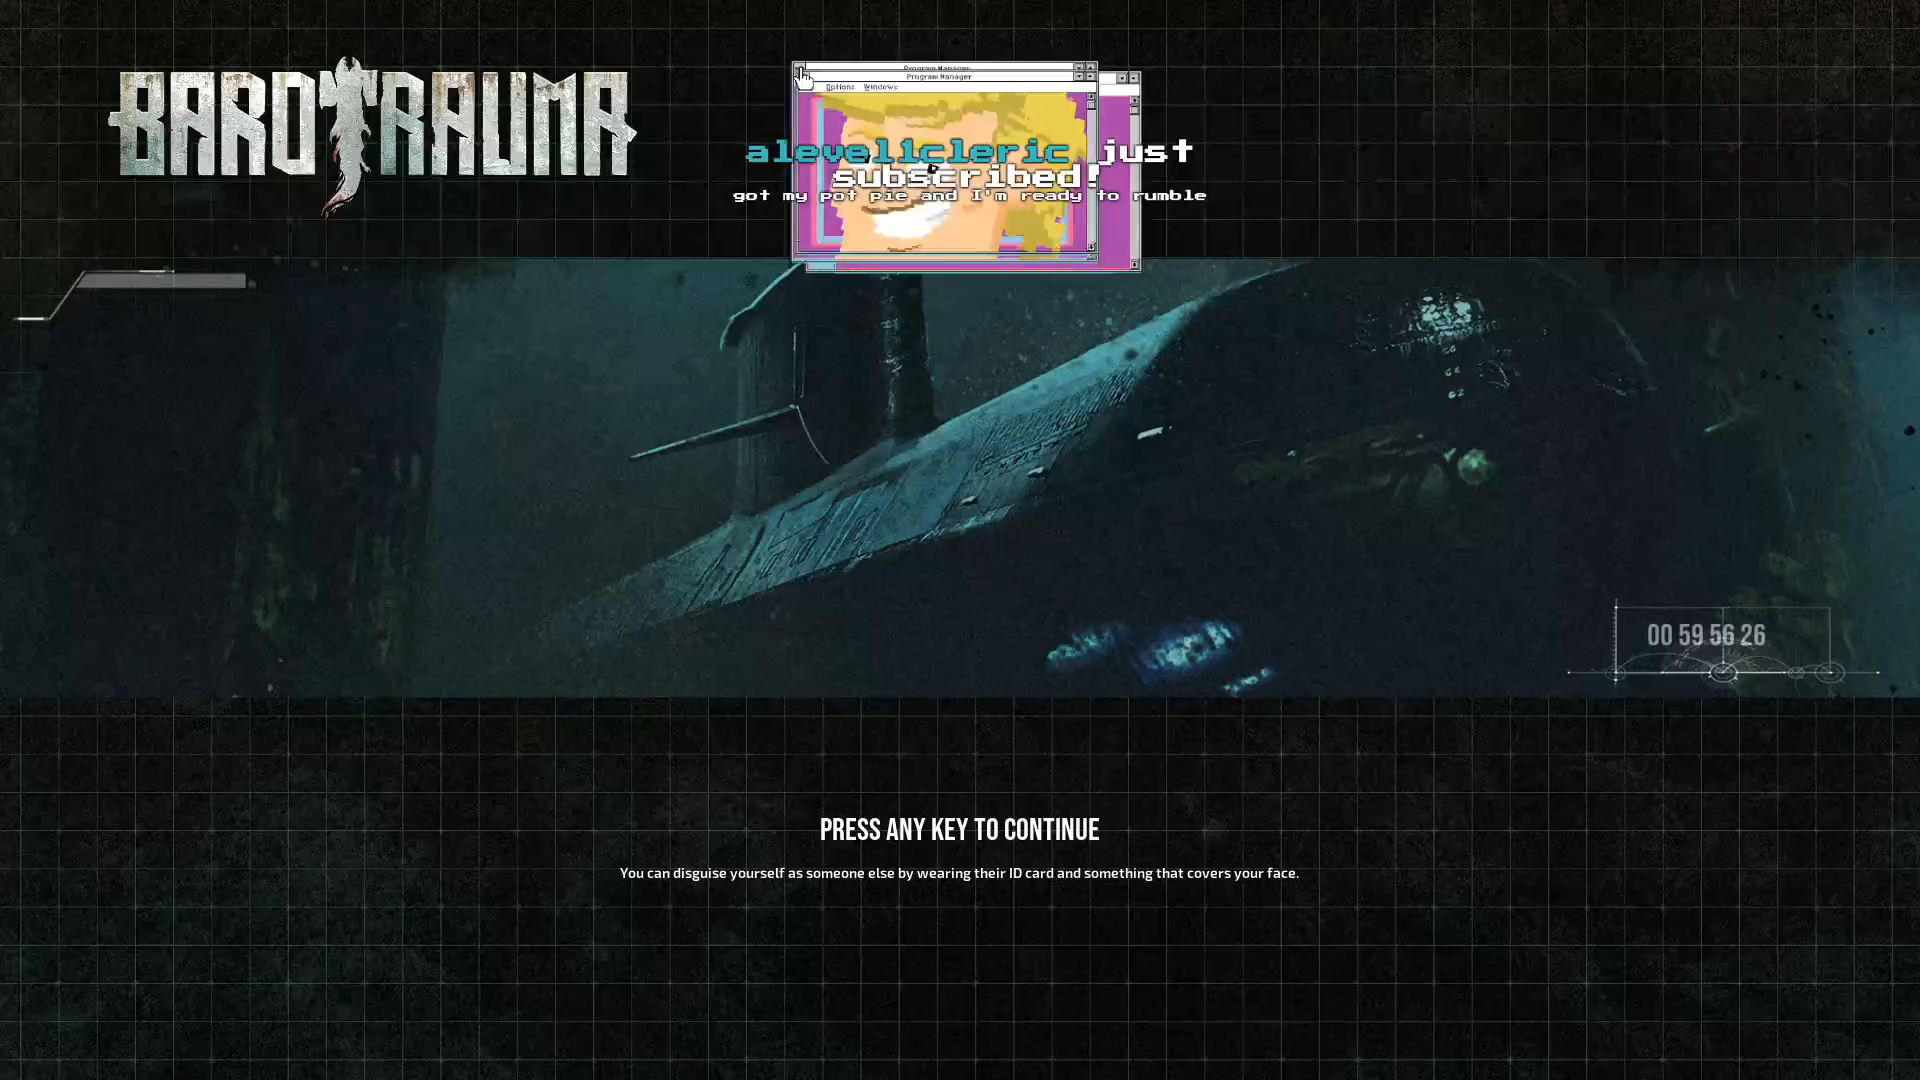 BAROTRAUMA
Program Manager
Program Manager
Options Windows
alevel1cleric just
subscribed!
got my pot pie and I'm ready to rumble
00 59 56 26
PRESS ANY KEY TO CONTINUE
You can disguise yourself as someone else by wearing their ID card and something that covers your face.